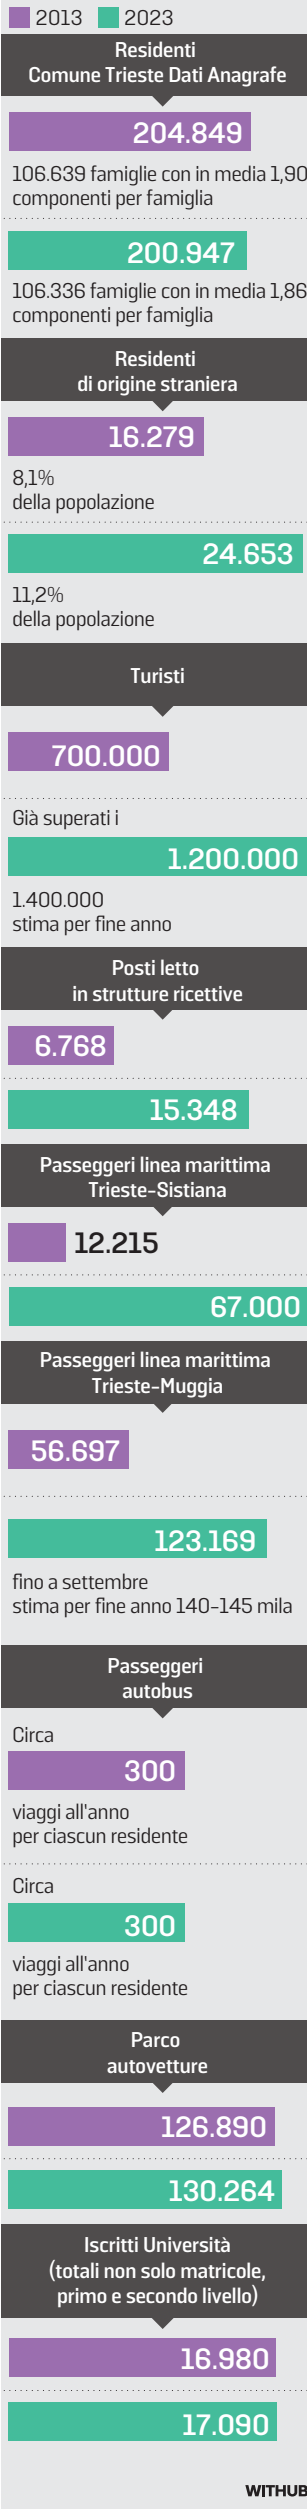 2013 2023
Residenti
Comune Trieste Dati Anagrafe
204.849
106.639 famiglie con in media 1,90
componenti per famiglia
200.947
106.336 famiglie con in media 1,86
componenti per famiglia
Residenti
di origine straniera
16.279
8,1%
della popolazione
24.653
11,2%
della popolazione
Turisti
700.000
Già superati i
1.200.000
1.400.000
stima per fine anno
Posti letto
in strutture ricettive
6.768
15.348
Passeggeri linea marittima
Trieste-Sistiana
12.215
67.000
Passeggeri linea marittima
Trieste-Muggia
56.697
123.169
fino a settembre
stima per fine anno 140-145 mila
Passeggeri
autobus
Circa
300
viaggi all'anno
per ciascun residente
Circa
300
viaggi all'anno
per ciascun residente
Parco
autovetture
126.890
130.264
Iscritti Università
(totali non solo matricole,
primo e secondo livello)
16.980
17.090
WITHUB